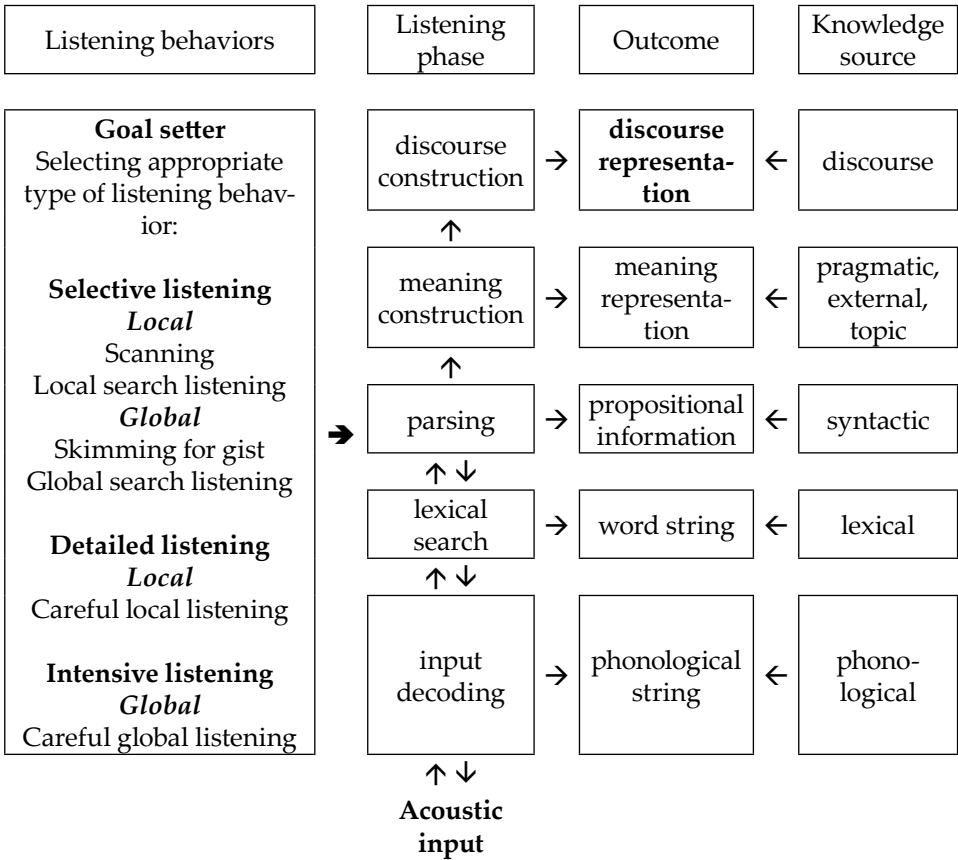 Listening behaviors
Listening
phase
Outcome
Knowledge
source
Goal setter
Selecting appropriate
type of listening behav-
ior:
Selective listening
Local
Scanning
Local search listening
Global
Skimming for gist
Global search listening
Detailed listening
Local
Careful local listening
Intensive listening
Global
Careful global listening
discourse
construction
→
discourse
representa-
tion
←
discourse
↑
meaning
construction
→
meaning
representa-
tion
←
pragmatic,
external,
topic
↑
➔
parsing
→
propositional
information
←
syntactic
↑ ↓
lexical
search
→
word string
←
lexical
↑ ↓
input
decoding
→
phonological
string
←
phono-
logical
↑ ↓
Acoustic
input